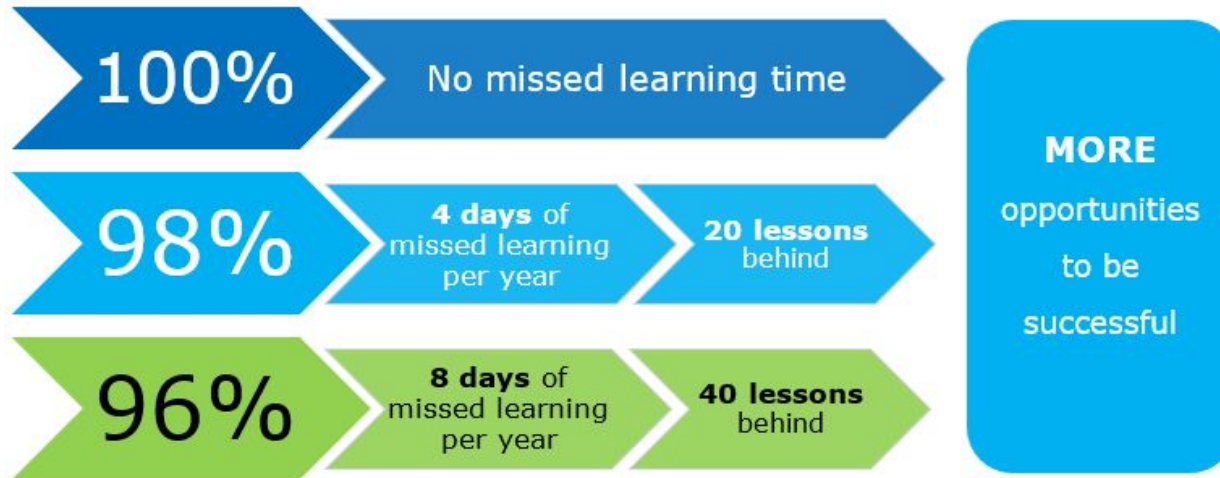 100%
No missed learning time
98%
4 days of
missed learning
per year
20 lessons
behind
96%
8 days of
missed learning
per year
40 lessons
behind
MORE
opportunities
to be
successful